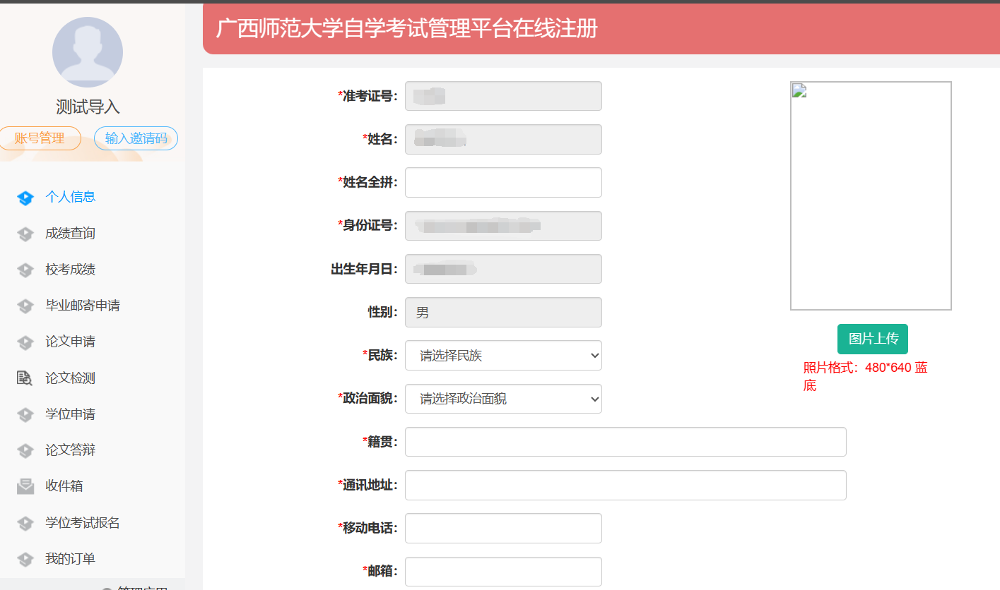 广西师范大学自学考试管理平台在线注册
测试导入
账号管理
输入邀请码
个人信息
成绩查询
校考成绩
毕业邮寄申请
论文申请
论文检测
学位申请
论文答辩
收件箱
学位考试报名
我的订单
*准考证号：
*姓名：
*姓名全拼：
*身份证号：
出生年月日：
性别： 男
*民族： 请选择民族
*政治面貌： 请选择政治面貌
*籍贯：
*通讯地址：
*移动电话：
*邮箱：
图片上传
照片格式：480*640 蓝
底